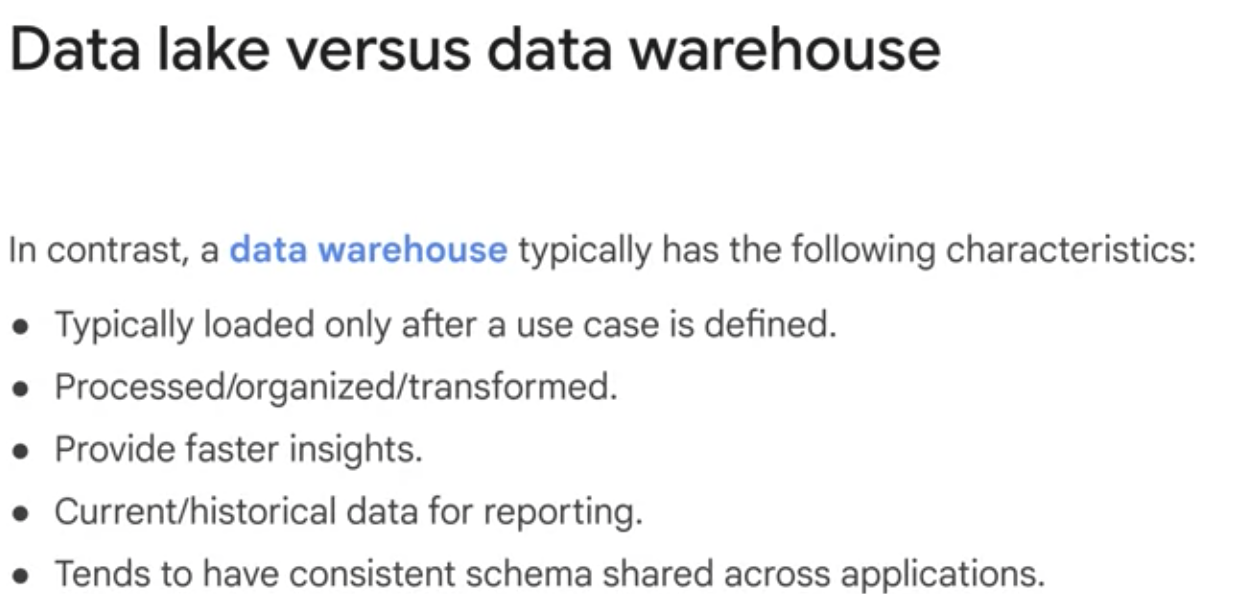 Data lake versus data warehouse
In contrast, a data warehouse typically has the following characteristics:
● Typically loaded only after a use case is defined.
● Processed/organized/transformed.
● Provide faster insights.
● Current/historical data for reporting.
● Tends to have consistent schema shared across applications.